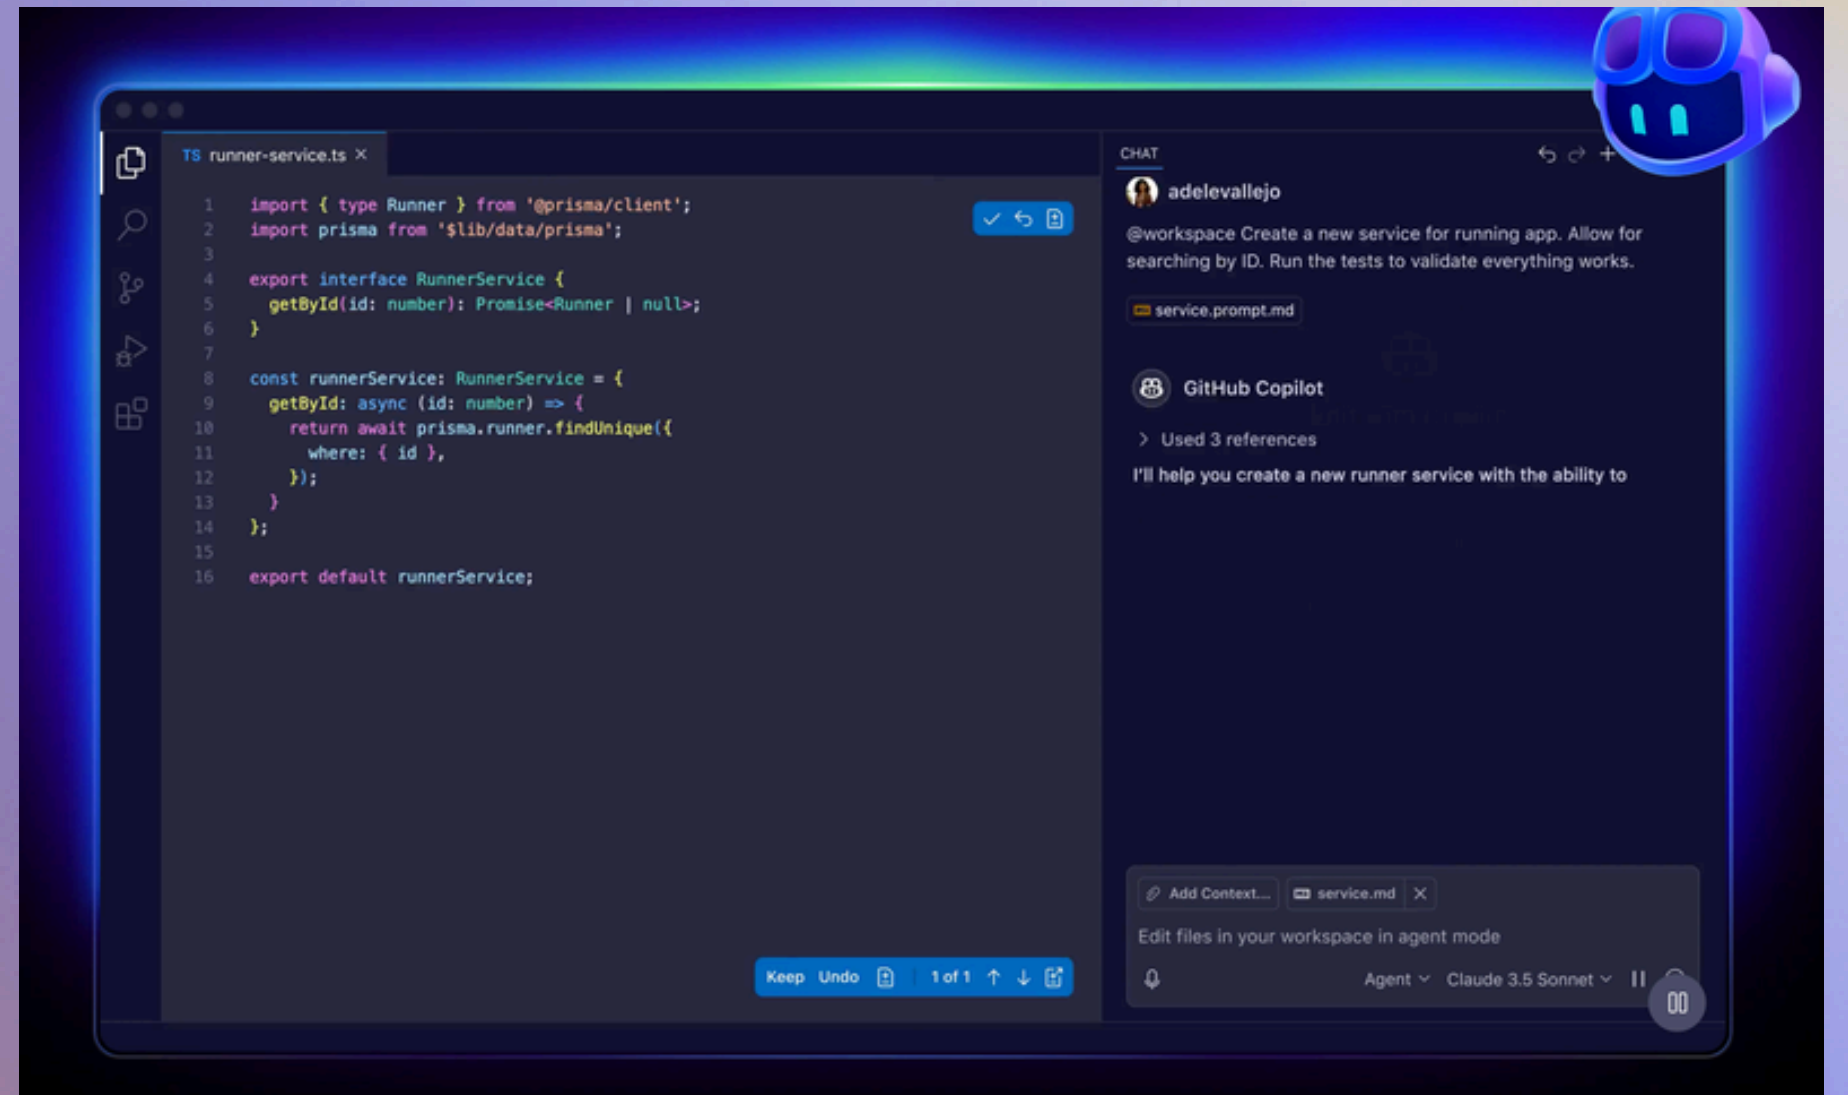 TS runner-service.ts
1 import { type Runner } from '@prisma/client';
2 import prisma from '$lib/data/prisma';
3
4 export interface RunnerService {
5   getById(id: number): Promise<Runner | null>;
6 }
7
8 const runnerService: RunnerService = {
9   getById: async (id: number) => {
10     return await prisma.runner.findUnique({
11       where: { id },
12     });
13   }
14 };
15
16 export default runnerService;
Keep Undo 1 of 1
CHAT
adelevallejo
@workspace Create a new service for running app. Allow for
searching by ID. Run the tests to validate everything works.
service.prompt.md
GitHub Copilot
Used 3 references
I'll help you create a new runner service with the ability to
Add Context... service.md
Edit files in your workspace in agent mode
Agent Claude 3.5 Sonnet